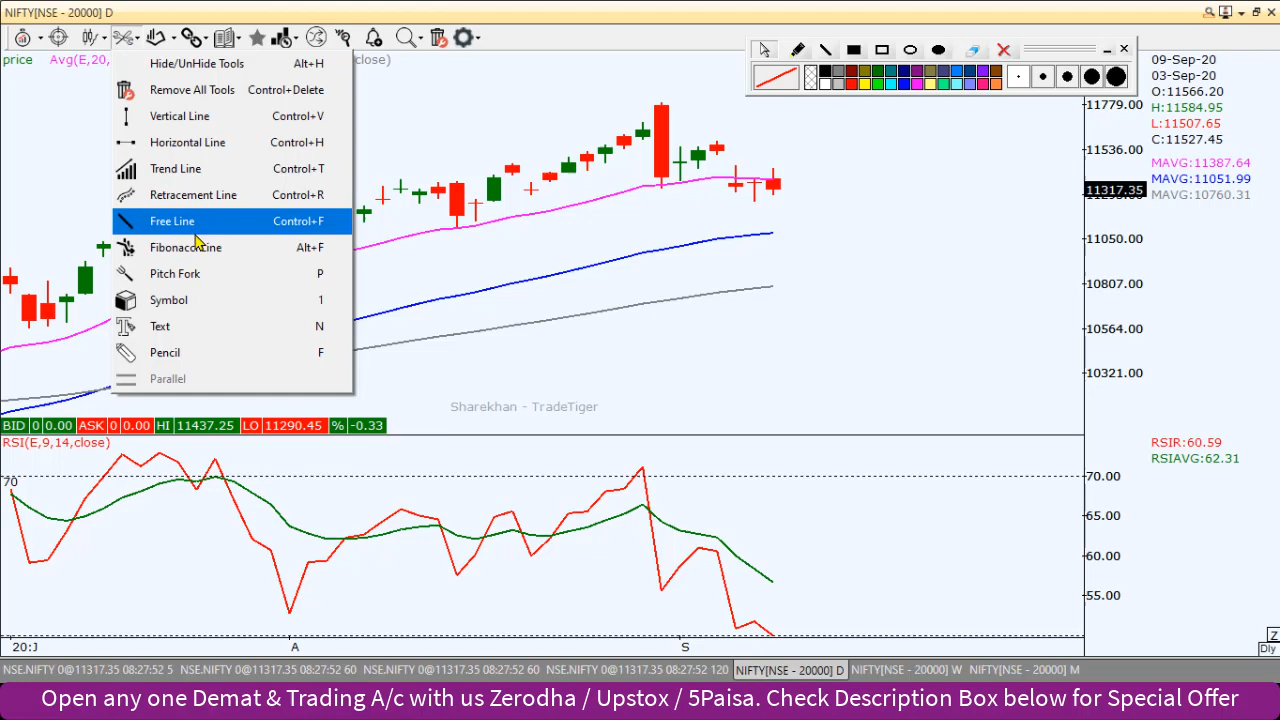 NIFTY[NSE - 20000] D
price
Avg(E,20,
close)
Hide/UnHide Tools Alt+H
Remove All Tools Control+Delete
Vertical Line Control+V
Horizontal Line Control+H
Trend Line Control+T
Retracement Line Control+R
Free Line Control+F
Alt+F
Pitch Fork P
Symbol 1
Text N
Pencil F
Parallel
09-Sep-20
03-Sep-20
O:11566.20
H:11584.95
L:11507.65
C:11527.45
MAVG:11387.64
MAVG:11051.99
MAVG:10760.31
11779.00
11536.00
11317.35
11050.00
10807.00
10564.00
10321.00
Sharekhan - TradeTiger
BID 0 0.00 ASK 0 0.00 HI 11437.25 LO 11290.45 % -0.33
RSI(E,9,14,close)
RSIR:60.59
RSIAVG:62.31
70
70.00
65.00
60.00
55.00
20:J A S
Z
Dly
NSE.NIFTY 0@11317.35 08:27:52 5 NSE.NIFTY 0@11317.35 08:27:52 60 NSE.NIFTY 0@11317.35 08:27:52 60 NSE.NIFTY 0@11317.35 08:27:52 120 NIFTY[NSE - 20000] D NIFTY[NSE - 20000] W NIFTY[NSE - 20000] M
Open any one Demat & Trading A/c with us Zerodha / Upstox / 5Paisa. Check Description Box below for Special Offer